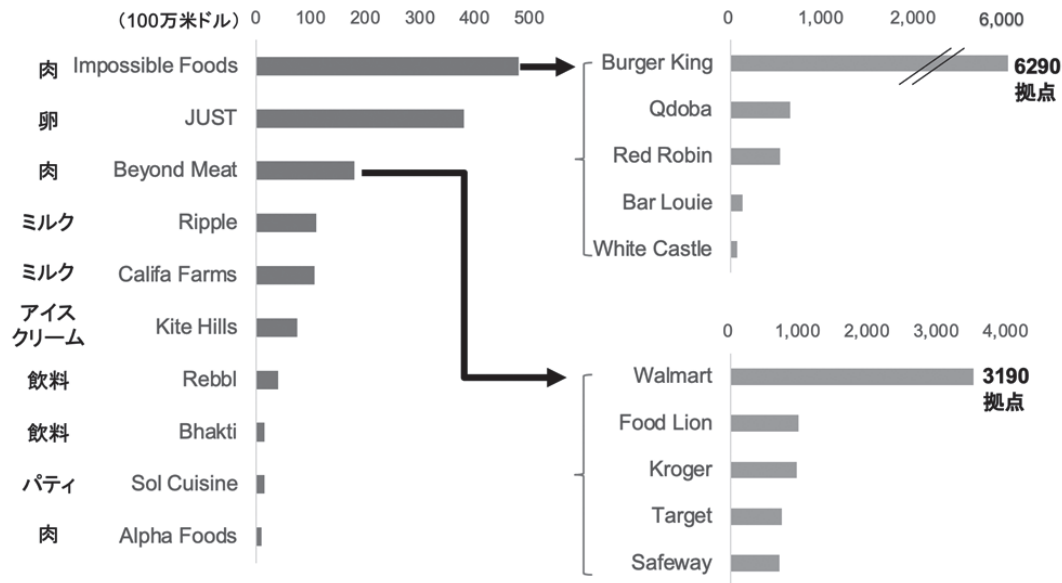 (100万米ドル) 0 100 200 300 400 500
肉 Impossible Foods
卵 JUST
肉 Beyond Meat
ミルク Ripple
ミルク Califa Farms
アイス
クリーム Kite Hills
飲料 Rebbl
飲料 Bhakti
パティ Sol Cuisine
肉 Alpha Foods
0 1,000 2,000 6,000
Burger King 6290
拠点
Qdoba
Red Robin
Bar Louie
White Castle
0 1,000 2,000 3,000 4,000
Walmart 3190
拠点
Food Lion
Kroger
Target
Safeway